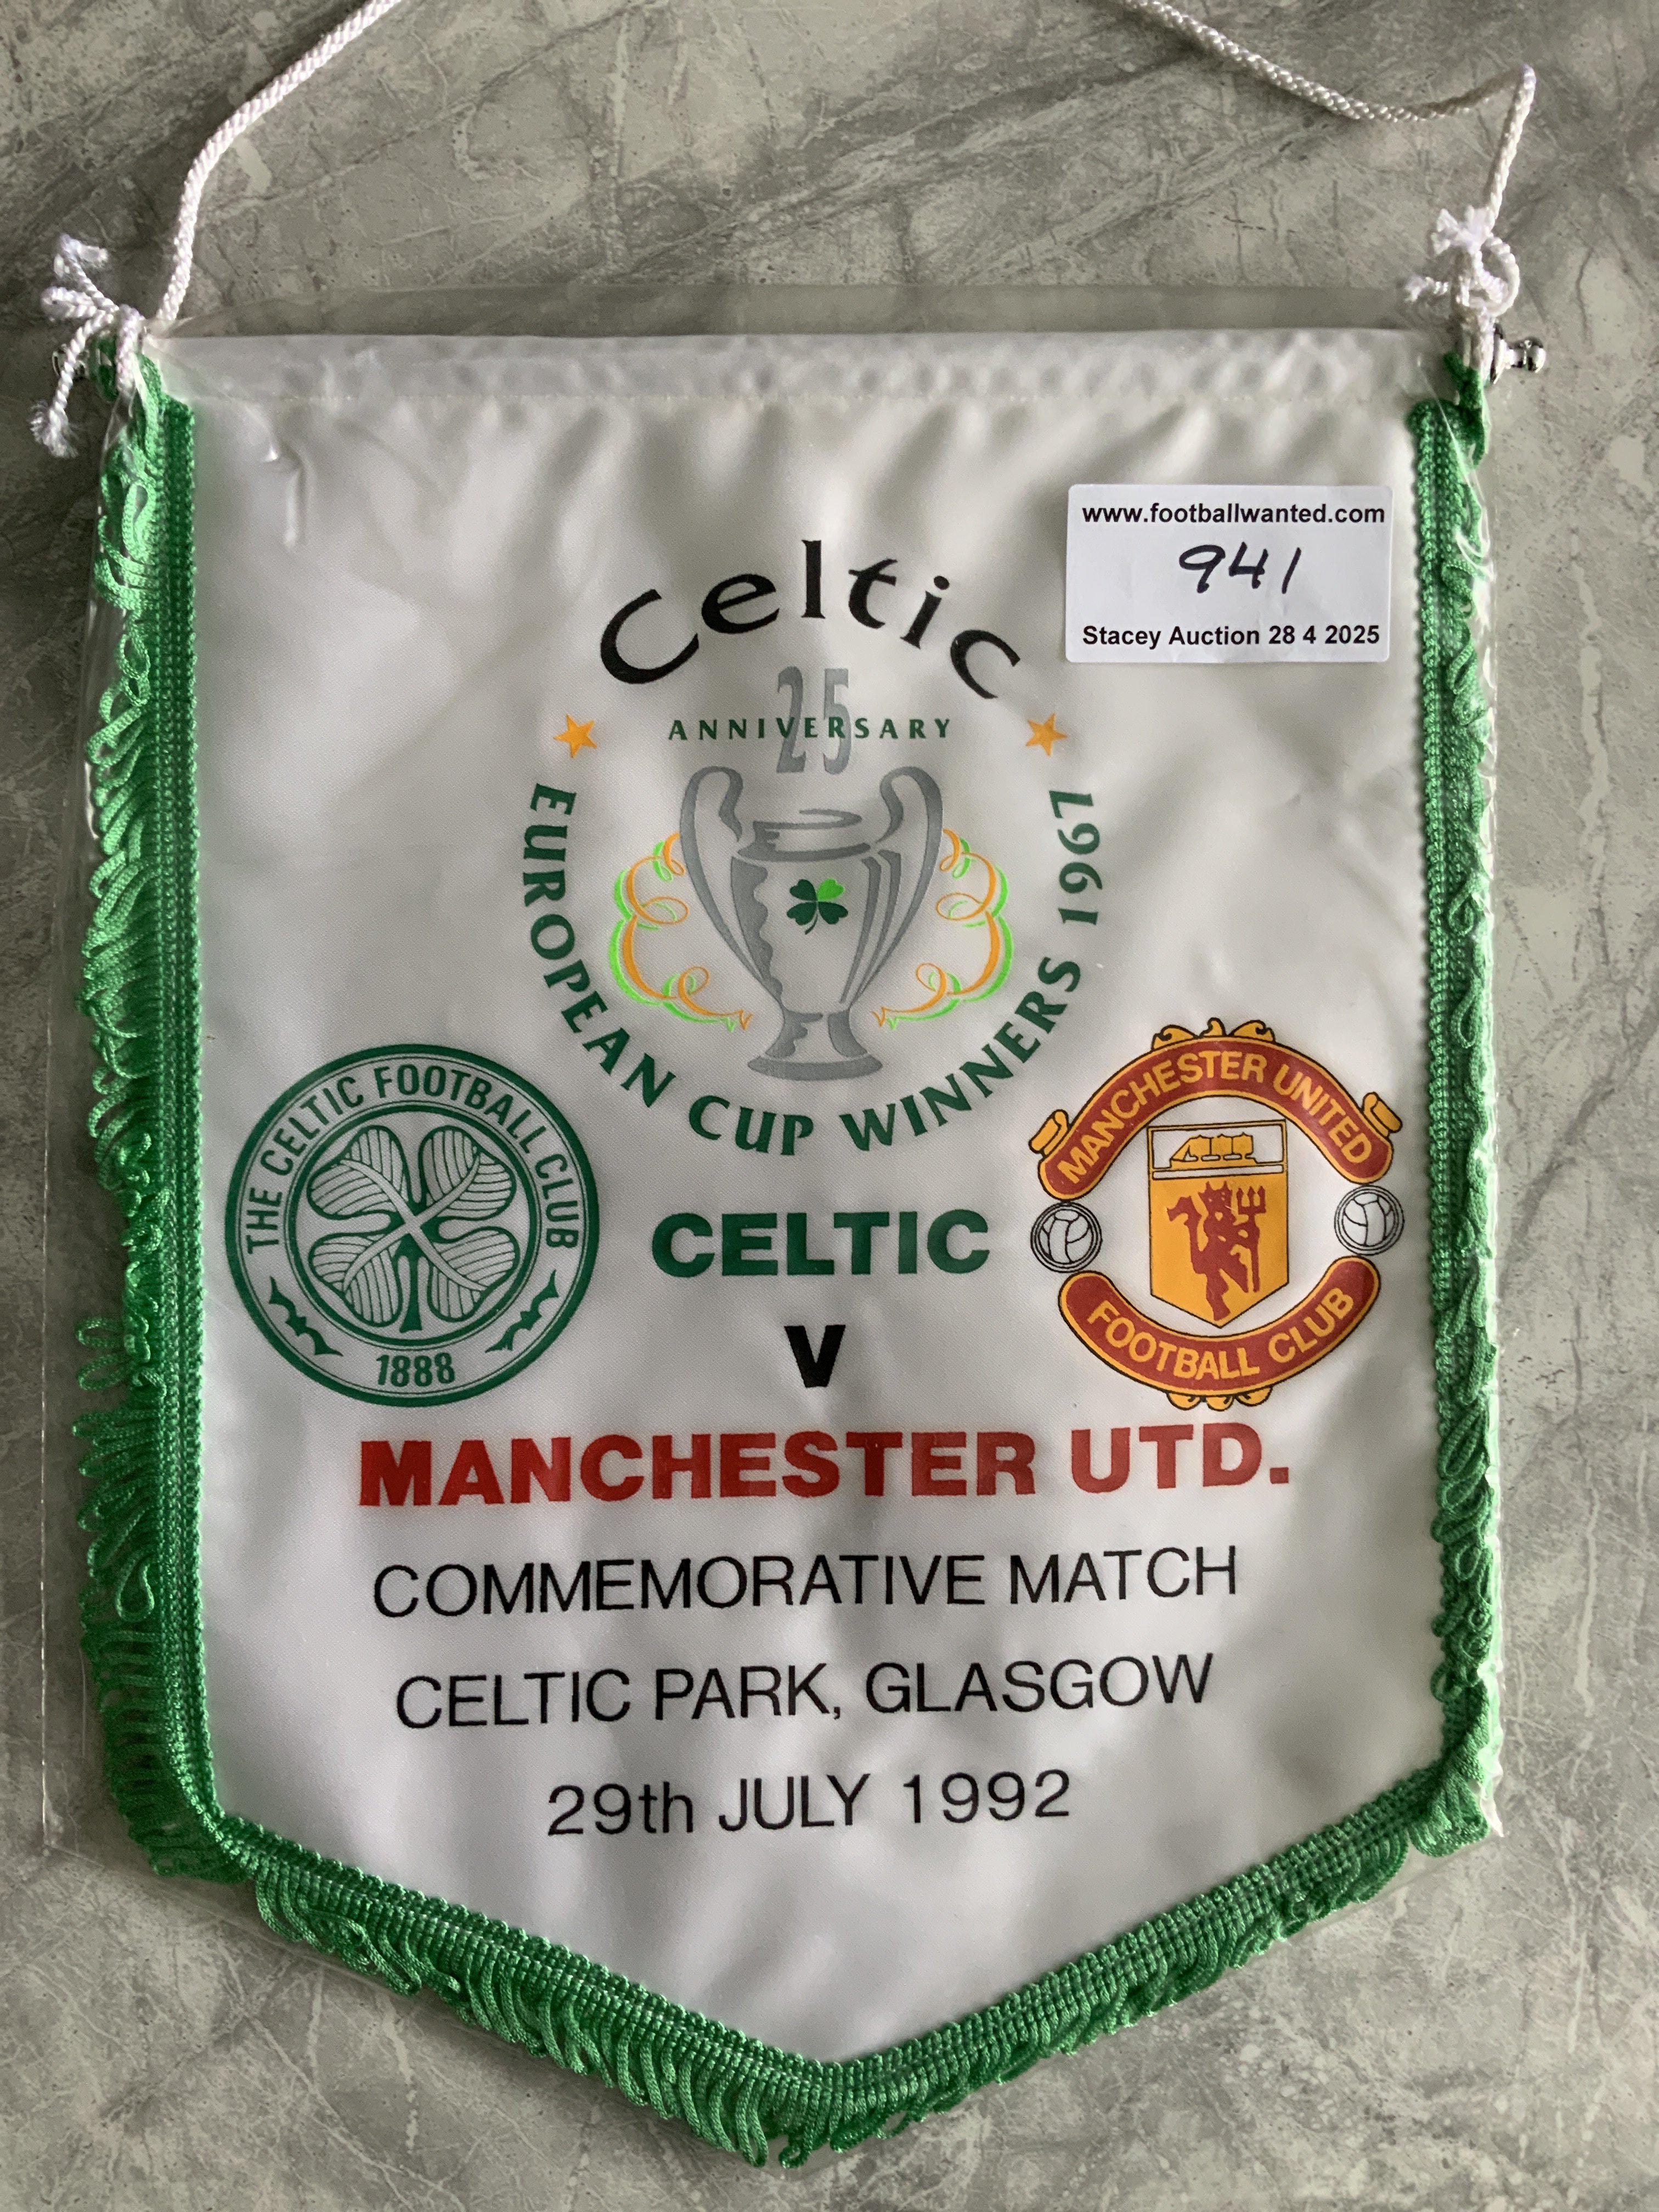 www.footballwanted.com
941
Stacey Auction 28 4 2025
Celtic
25
ANNIVERSARY
EUROPEAN CUP WINNERS 1967
THE CELTIC FOOTBALL CLUB
1888
MANCHESTER UNITED
FOOTBALL CLUB
CELTIC
V
MANCHESTER UTD.
COMMEMORATIVE MATCH
CELTIC PARK, GLASGOW
29th JULY 1992